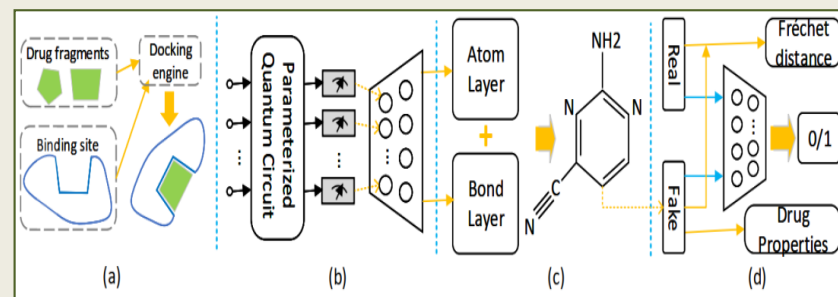 Drug fragments
Docking
engine
Binding site
(a)
Parameterized
Quantum Circuit
...
...
...
(b)
Atom
Layer
+
Bond
Layer
NH2
N
N
C
N
(c)
Real
Fake
Fréchet
distance
...
0/1
Drug
Properties
(d)